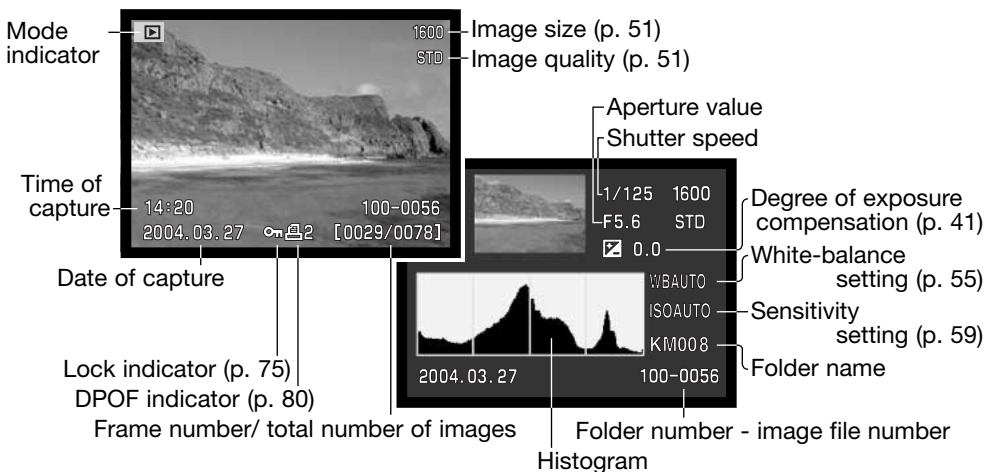 Mode
indicator
1600
STD
Image size (p. 51)
Image quality (p. 51)
Time of
capture
14:20
100-0056
2004.03.27
2
[0029/0078]
Date of capture
Lock indicator (p. 75)
DPOF indicator (p. 80)
Frame number/ total number of images
Aperture value
Shutter speed
1/125 1600
F5.6 STD
0.0
WBAUTO
ISOAUTO
KM008
2004.03.27 100-0056
Degree of exposure
compensation (p. 41)
White-balance
setting (p. 55)
Sensitivity
setting (p. 59)
Folder name
Folder number - image file number
Histogram